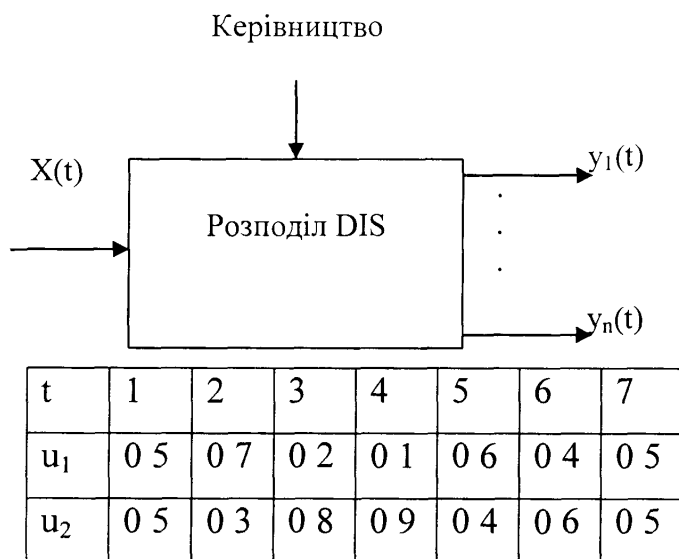 Керівництво
X(t)
y₁(t)
Розподіл DIS
.
.
.
yₙ(t)
t 1 2 3 4 5 6 7
u₁ 0 5 0 7 0 2 0 1 0 6 0 4 0 5
u₂ 0 5 0 3 0 8 0 9 0 4 0 6 0 5